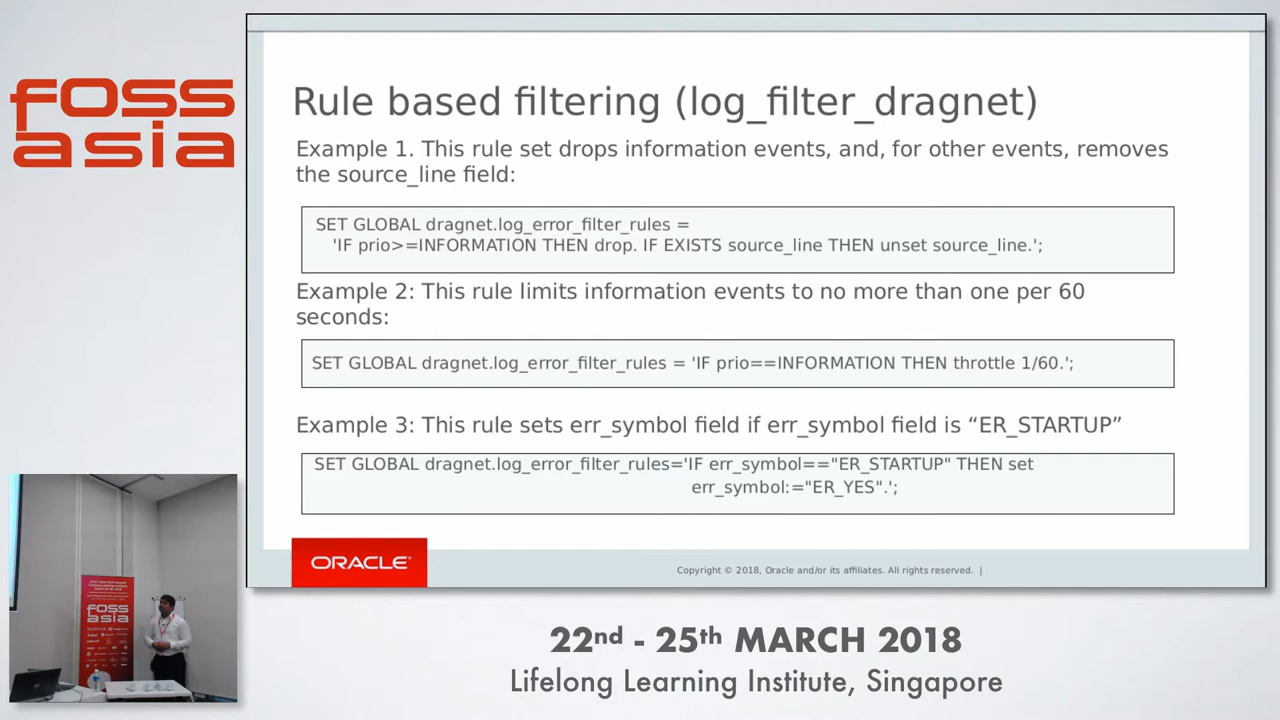 foss
asia
Rule based filtering (log_filter_dragnet)
Example 1. This rule set drops information events, and, for other events, removes
the source_line field:
SET GLOBAL dragnet.log_error_filter_rules =
'IF prio>=INFORMATION THEN drop. IF EXISTS source_line THEN unset source_line.';
Example 2: This rule limits information events to no more than one per 60
seconds:
SET GLOBAL dragnet.log_error_filter_rules = 'IF prio==INFORMATION THEN throttle 1/60.';
Example 3: This rule sets err_symbol field if err_symbol field is “ER_STARTUP”
SET GLOBAL dragnet.log_error_filter_rules='IF err_symbol=="ER_STARTUP" THEN set
err_symbol:="ER_YES".';
ORACLE®
Copyright © 2018, Oracle and/or its affiliates. All rights reserved. |
foss
asia
22nd - 25th MARCH 2018
Lifelong Learning Institute, Singapore